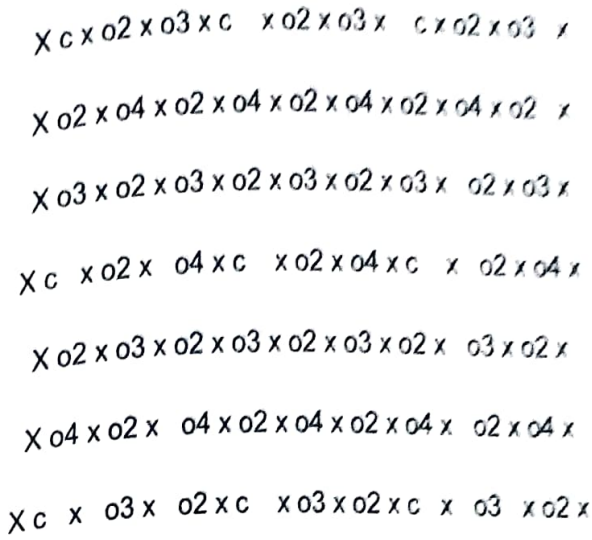 X c x o2 x o3 x c x o2 x o3 x c x o2 x o3 x
X o2 x o4 x o2 x o4 x o2 x o4 x o2 x o4 x o2 x
X o3 x o2 x o3 x o2 x o3 x o2 x o3 x o2 x o3 x
X c x o2 x o4 x c x o2 x o4 x c x o2 x o4 x
X o2 x o3 x o2 x o3 x o2 x o3 x o2 x o3 x o2 x
X o4 x o2 x o4 x o2 x o4 x o2 x o4 x o2 x o4 x
X c x o3 x o2 x c x o3 x o2 x c x o3 x o2 x